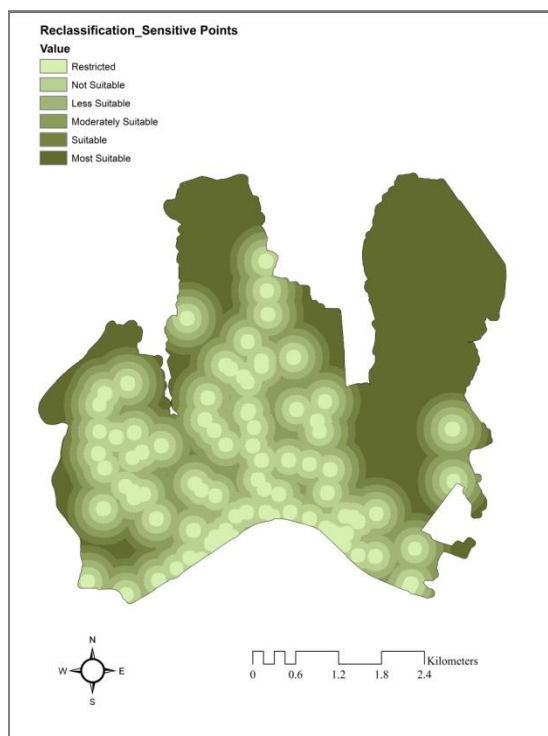 Reclassification_Sensitive Points
Value
Restricted
Not Suitable
Less Suitable
Moderately Suitable
Suitable
Most Suitable
N
W E
S
Kilometers
0 0.6 1.2 1.8 2.4